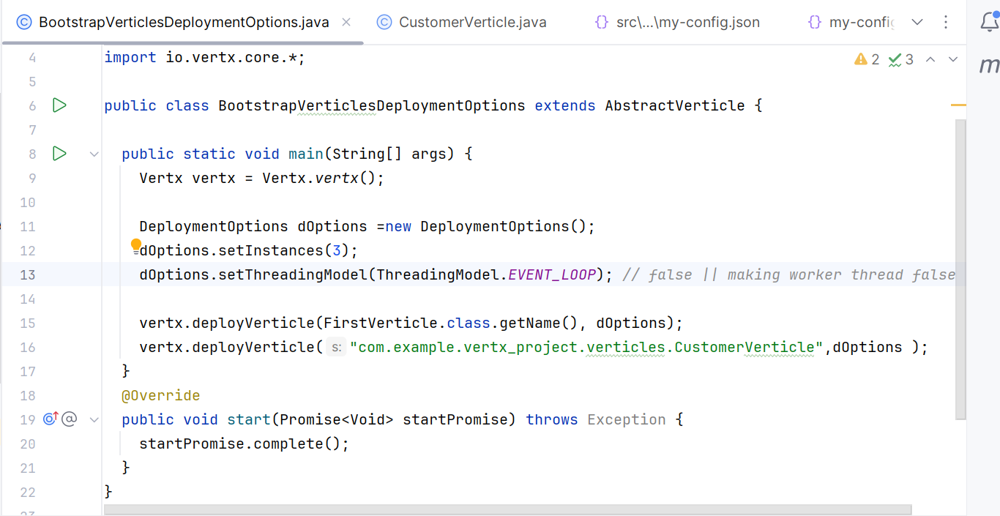 BootstrapVerticlesDeploymentOptions.java CustomerVerticle.java {} src\...\my-config.json {} my-config
4 import io.vertx.core.*; 2 3
5
6 public class BootstrapVerticlesDeploymentOptions extends AbstractVerticle {
7
8 public static void main(String[] args) {
9 Vertx vertx = Vertx.vertx();
10
11 DeploymentOptions dOptions =new DeploymentOptions();
12 dOptions.setInstances(3);
13 dOptions.setThreadingModel(ThreadingModel.EVENT_LOOP); // false || making worker thread false
14
15 vertx.deployVerticle(FirstVerticle.class.getName(), dOptions);
16 vertx.deployVerticle( s: "com.example.vertx_project.verticles.CustomerVerticle",dOptions );
17 }
18 @Override
19 public void start(Promise<Void> startPromise) throws Exception {
20 startPromise.complete();
21 }
22 }
23